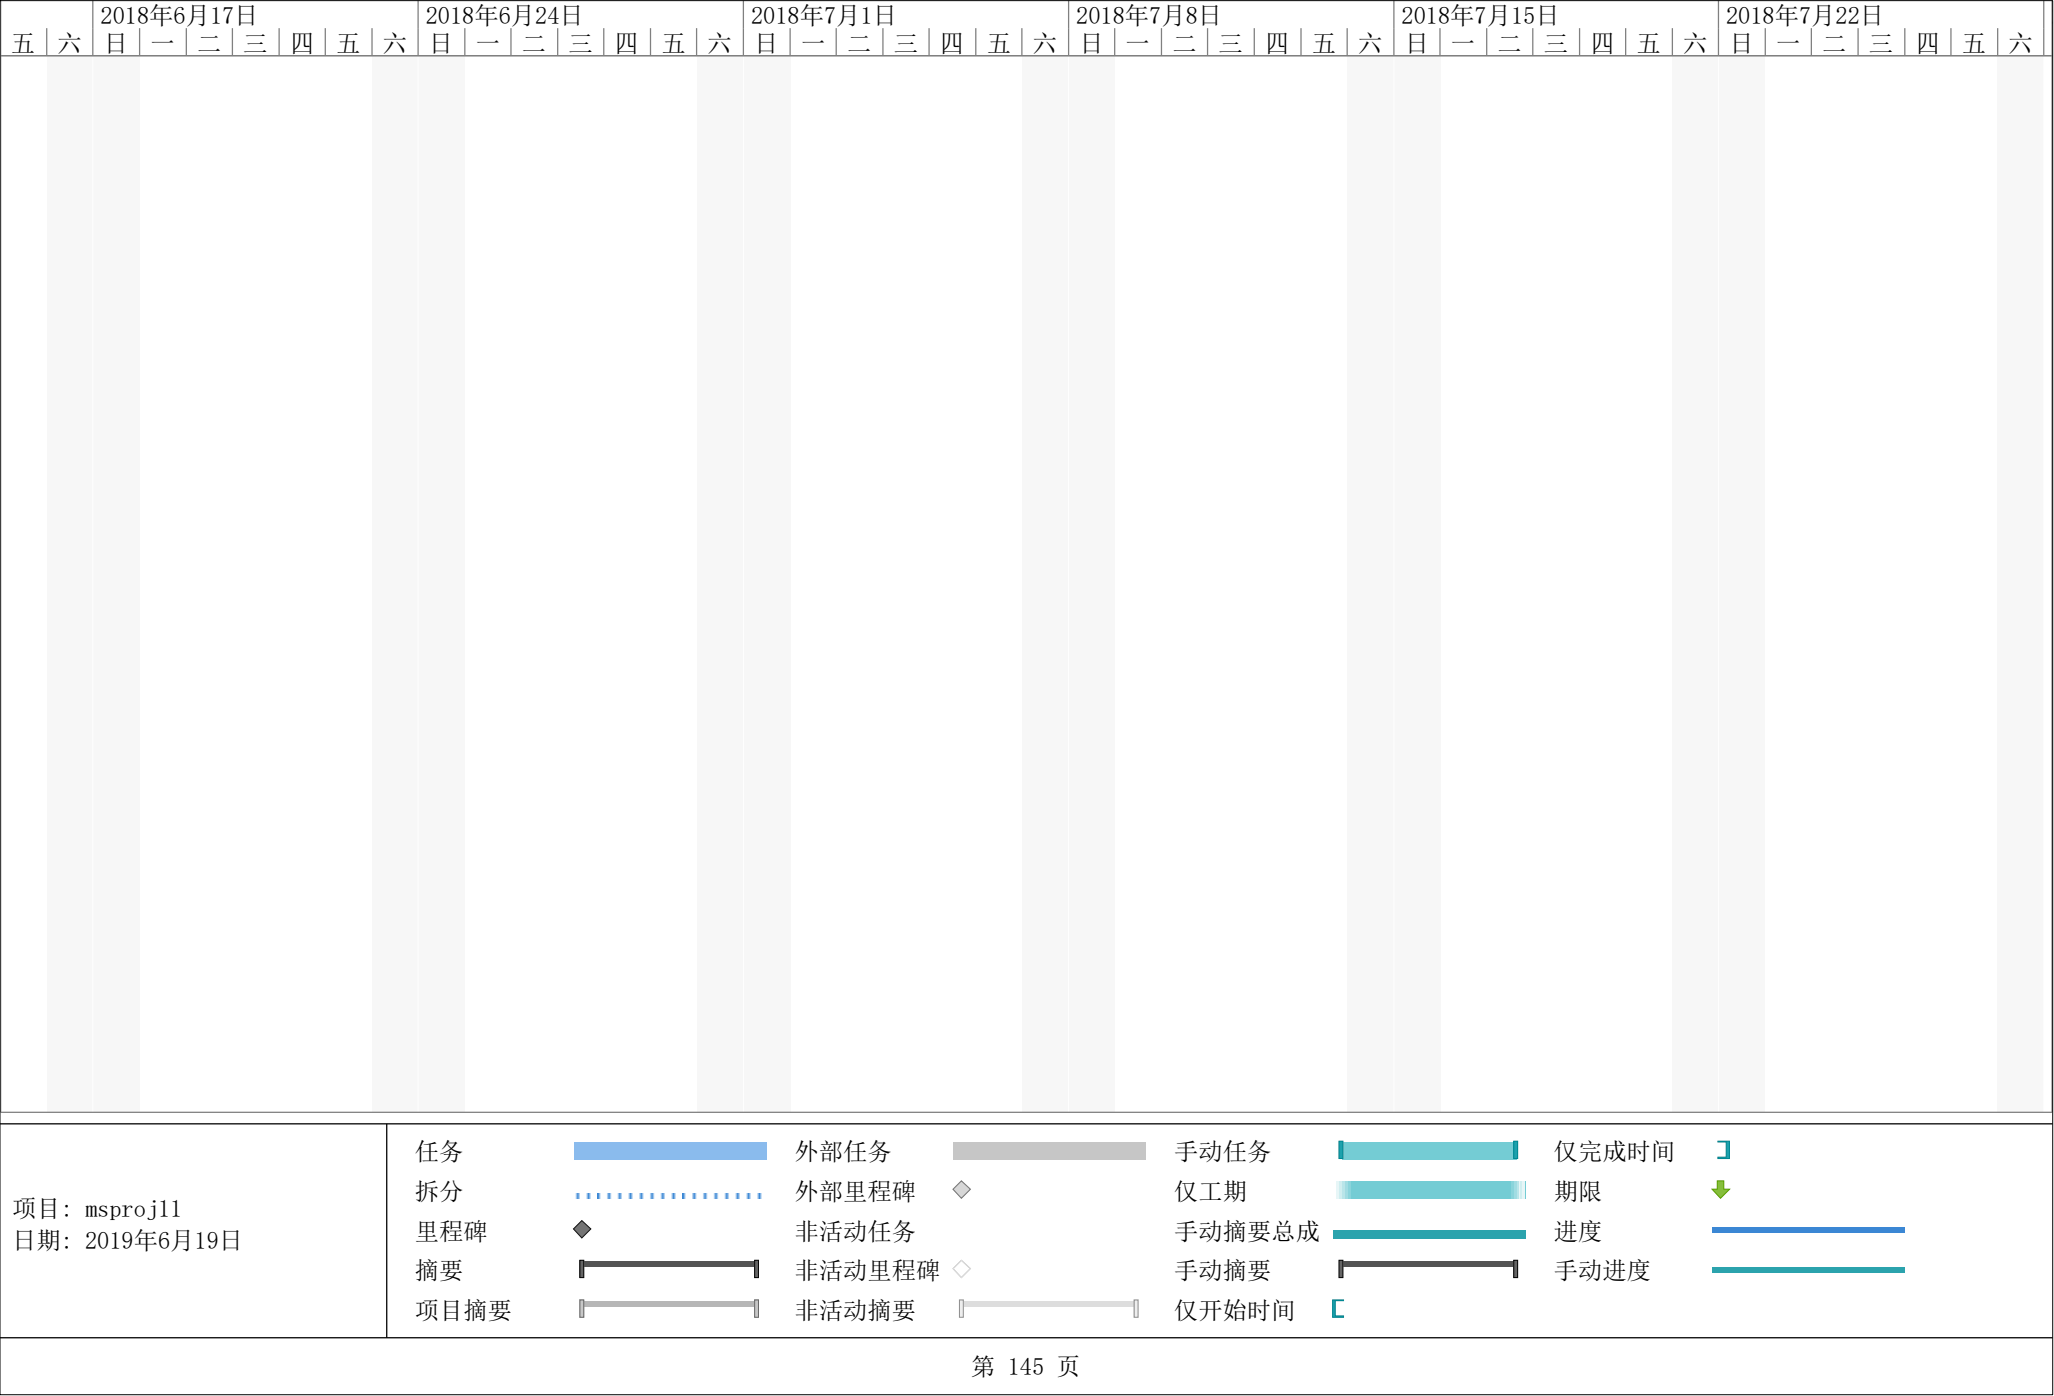 2018年6月17日 2018年6月24日 2018年7月1日 2018年7月8日 2018年7月15日 2018年7月22日
五 六 日 一 二 三 四 五 六 日 一 二 三 四 五 六 日 一 二 三 四 五 六 日 一 二 三 四 五 六 日 一 二 三 四 五 六 日 一 二 三 四 五 六
项目: msproj11
日期: 2019年6月19日
任务
拆分
里程碑
摘要
项目摘要
外部任务
外部里程碑
非活动任务
非活动里程碑
非活动摘要
手动任务
仅工期
手动摘要总成
手动摘要
仅开始时间
仅完成时间
期限
进度
手动进度
第 145 页